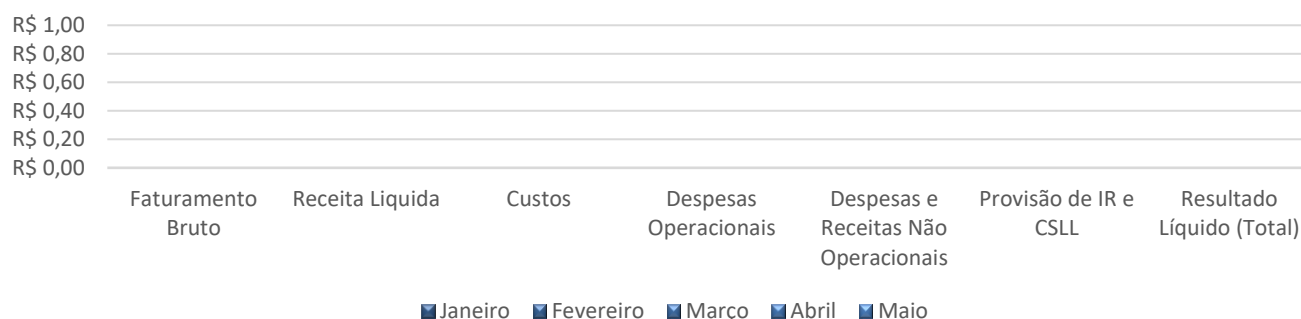 R$ 1,00
R$ 0,80
R$ 0,60
R$ 0,40
R$ 0,20
R$ 0,00
Faturamento
Bruto
Receita Liquida
Custos
Despesas
Operacionais
Despesas e
Receitas Não
Operacionais
Provisão de IR e
CSLL
Resultado
Líquido (Total)
Janeiro Fevereiro Março Abril Maio